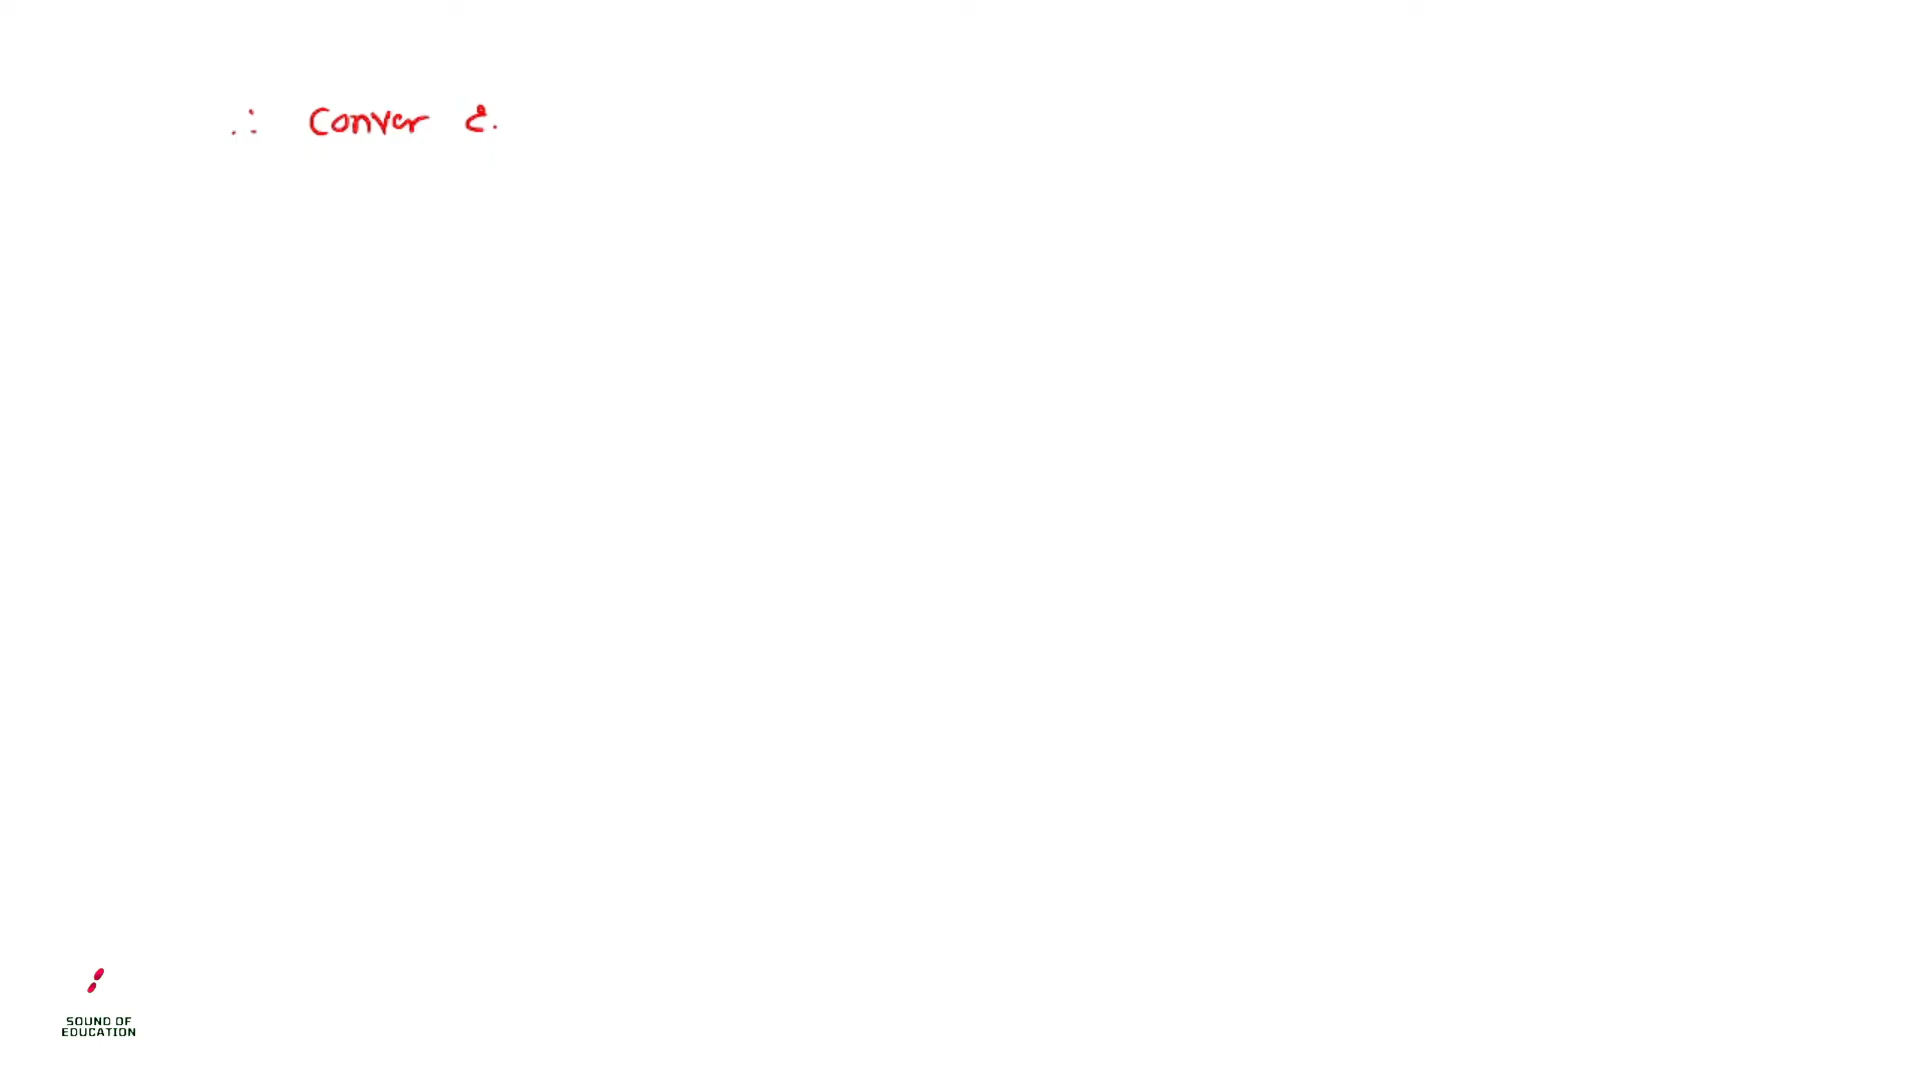 ∴ Conver
SOUND OF
EDUCATION